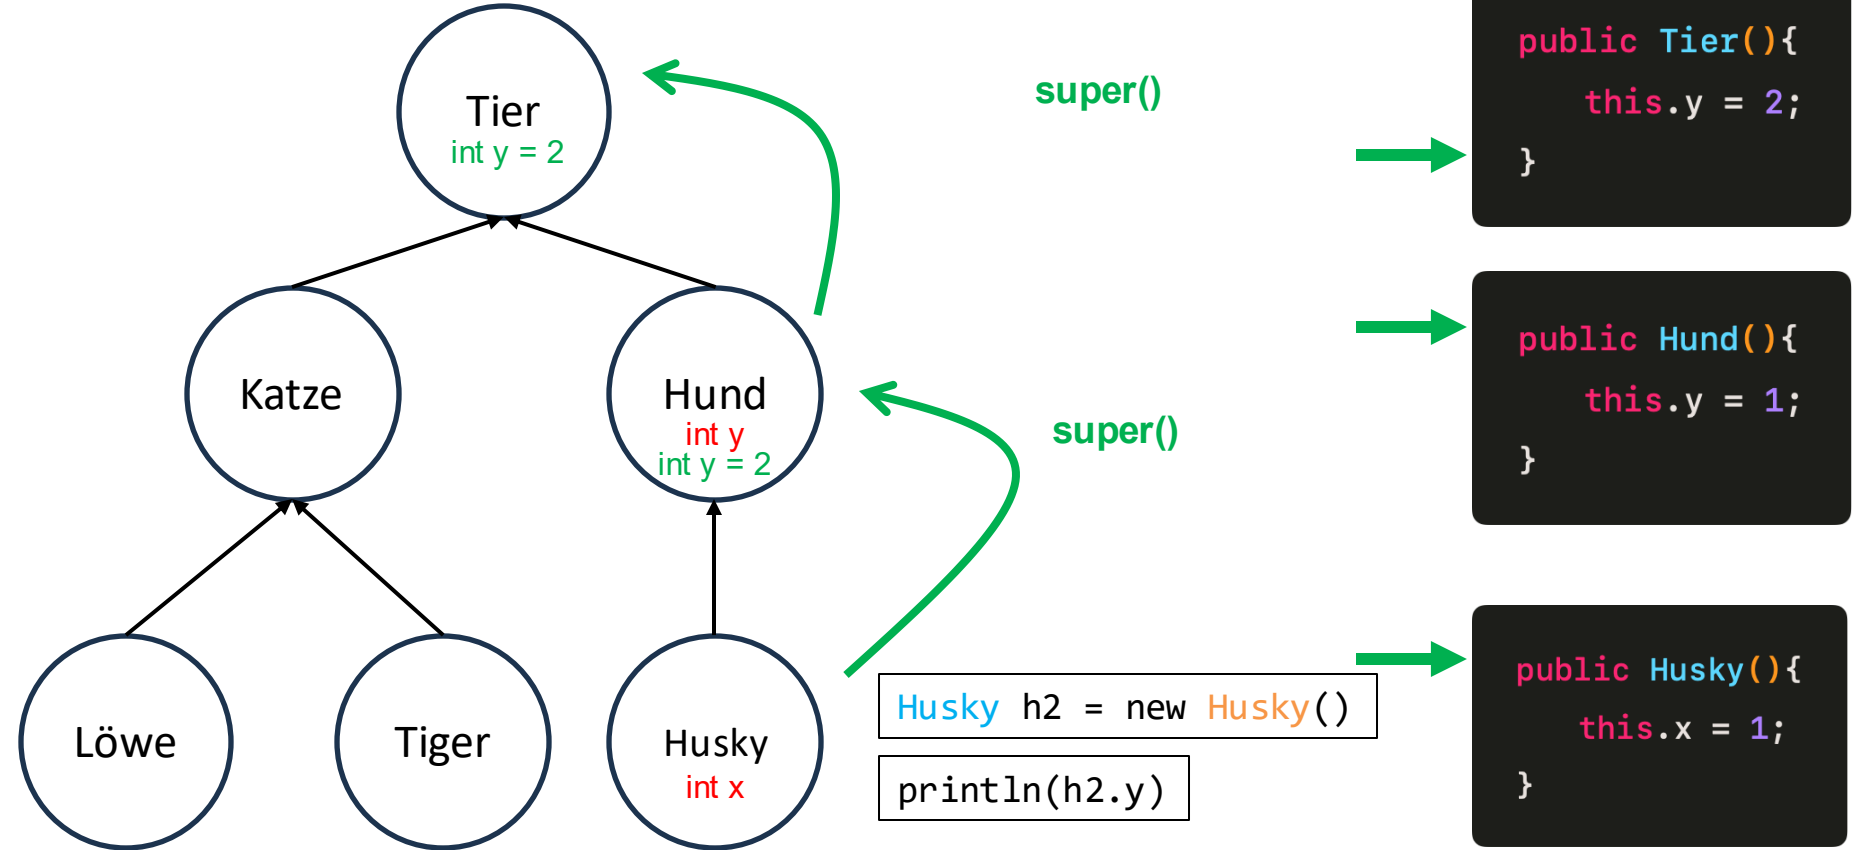 Tier
int y = 2
super()
public Tier(){
this.y = 2;
}
Katze
Hund
int y
int y = 2
super()
public Hund(){
this.y = 1;
}
Löwe
Tiger
Husky
int x
Husky h2 = new Husky()
println(h2.y)
public Husky(){
this.x = 1;
}